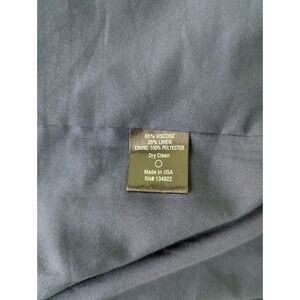 65% VISCOSE
35% LINEN
LINING: 100% POLYESTER
Dry Clean
Made in USA
RN# 134922